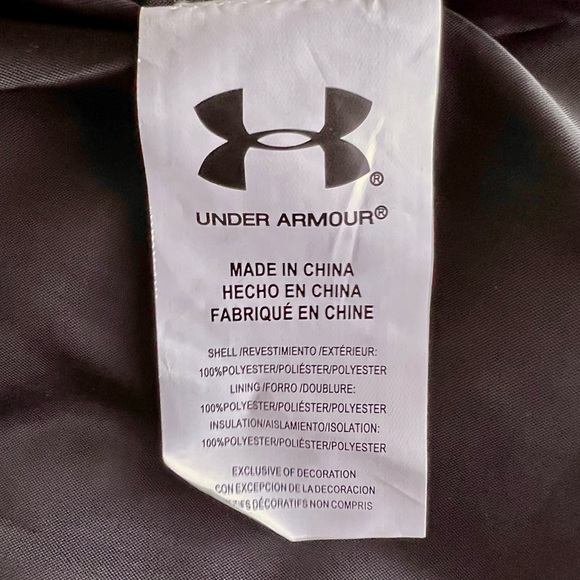 ®
UNDER ARMOUR®
MADE IN CHINA
HECHO EN CHINA
FABRIQUÉ EN CHINE
SHELL /REVESTIMIENTO /EXTÉRIEUR:
100%POLYESTER/POLIÉSTER/POLYESTER
LINING /FORRO /DOUBLURE:
100%POLYESTER/POLIÉSTER/POLYESTER
INSULATION/AISLAMIENTO/ISOLATION:
100%POLYESTER/POLIÉSTER/POLYESTER
EXCLUSIVE OF DECORATION
CON EXCEPCION DE LA DECORACION
DÉCORATIFS NON COMPRIS